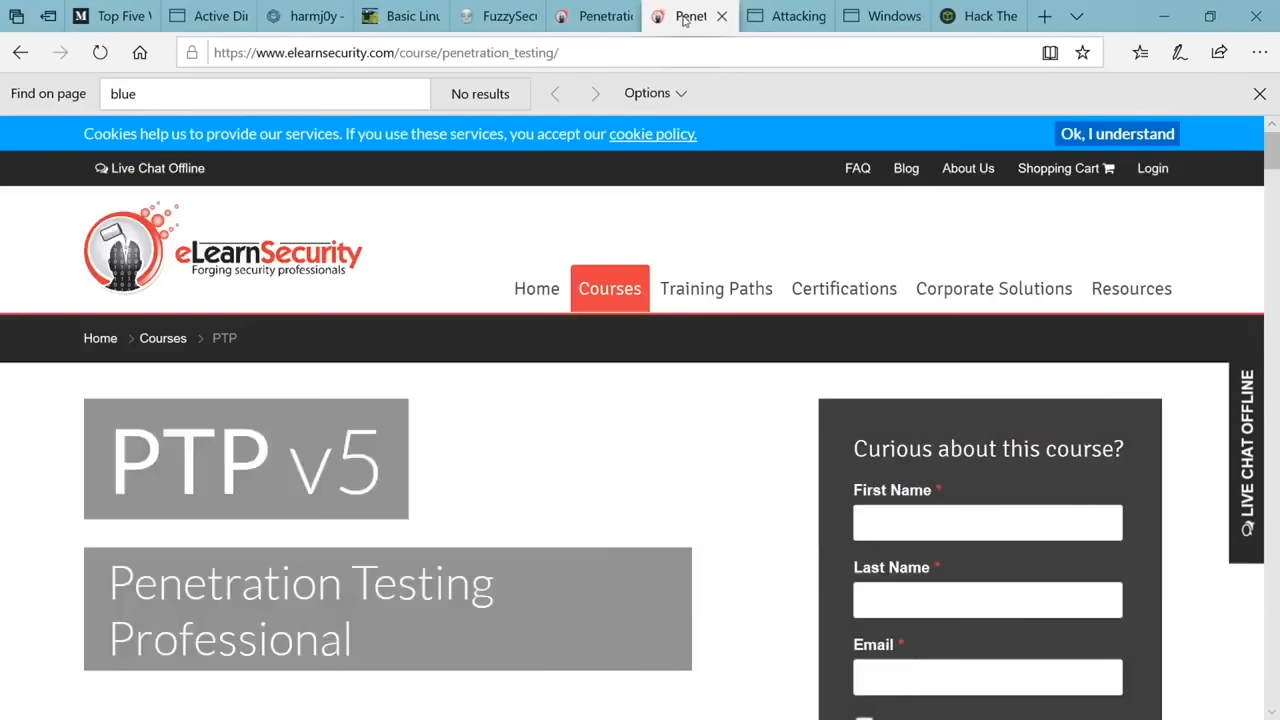 M Top Five V
Active Di
harmj0y -
Basic Linu
FuzzySec
Penetratio
Penet
Attacking
Windows
Hack The
https://www.elearnsecurity.com/course/penetration_testing/
Find on page
blue
No results
Options
Cookies help us to provide our services. If you use these services, you accept our cookie policy.
Ok, I understand
Live Chat Offline
FAQ
Blog
About Us
Shopping Cart
Login
eLearnSecurity
Forging security professionals
Home
Courses
Training Paths
Certifications
Corporate Solutions
Resources
Home > Courses > PTP
LIVE CHAT OFFLINE
PTP v5
Penetration Testing
Professional
Curious about this course?
First Name *
Last Name *
Email *